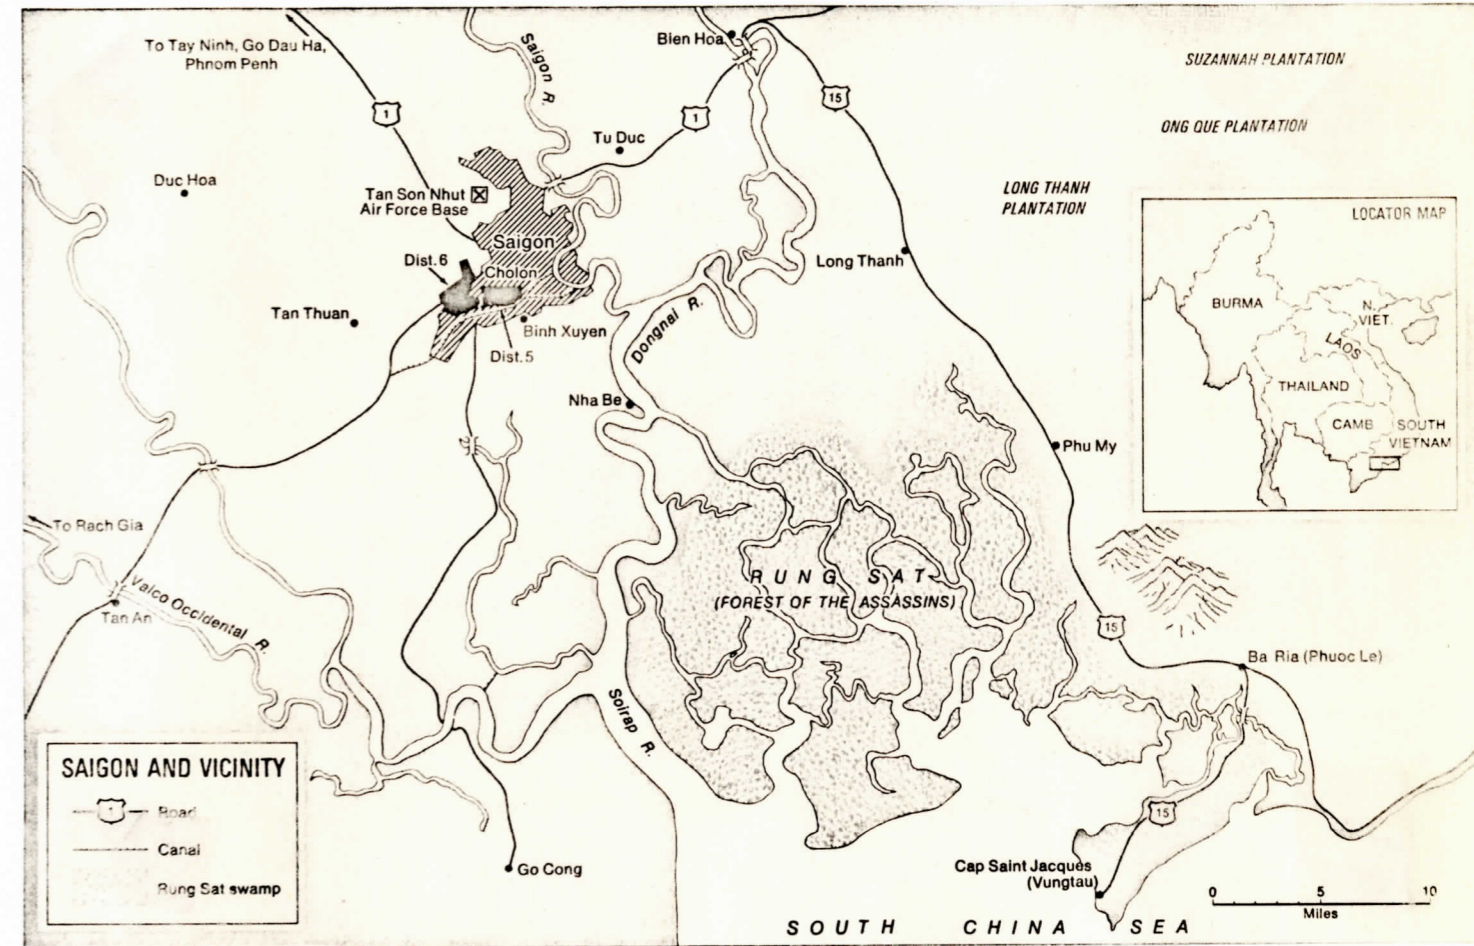 To Tay Ninh, Go Dau Ha,
Phnom Penh
Saigon R.
Bien Hoa
SUZANNAH PLANTATION
1
1
15
ONG QUE PLANTATION
Tu Duc
Duc Hoa
Tan Son Nhut
Air Force Base
LONG THANH
PLANTATION
LOCATOR MAP
Saigon
Dist. 6
Cholon
Long Thanh
BURMA
N.
VIET.
LAOS
Tan Thuan
Binh Xuyen
Dist. 5
Dongnai R.
THAILAND
Nha Be
CAMB
SOUTH
VIETNAM
Phu My
To Rach Gia
RUNG SAT
(FOREST OF THE ASSASSINS)
Vaico Occidental R.
Tan An
15
Ba Ria (Phuoc Le)
Soirap R.
SAIGON AND VICINITY
1
Road
Canal
Rung Sat swamp
15
Go Cong
Cap Saint Jacques
(Vungtau)
0 5 10
Miles
SOUTH CHINA SEA